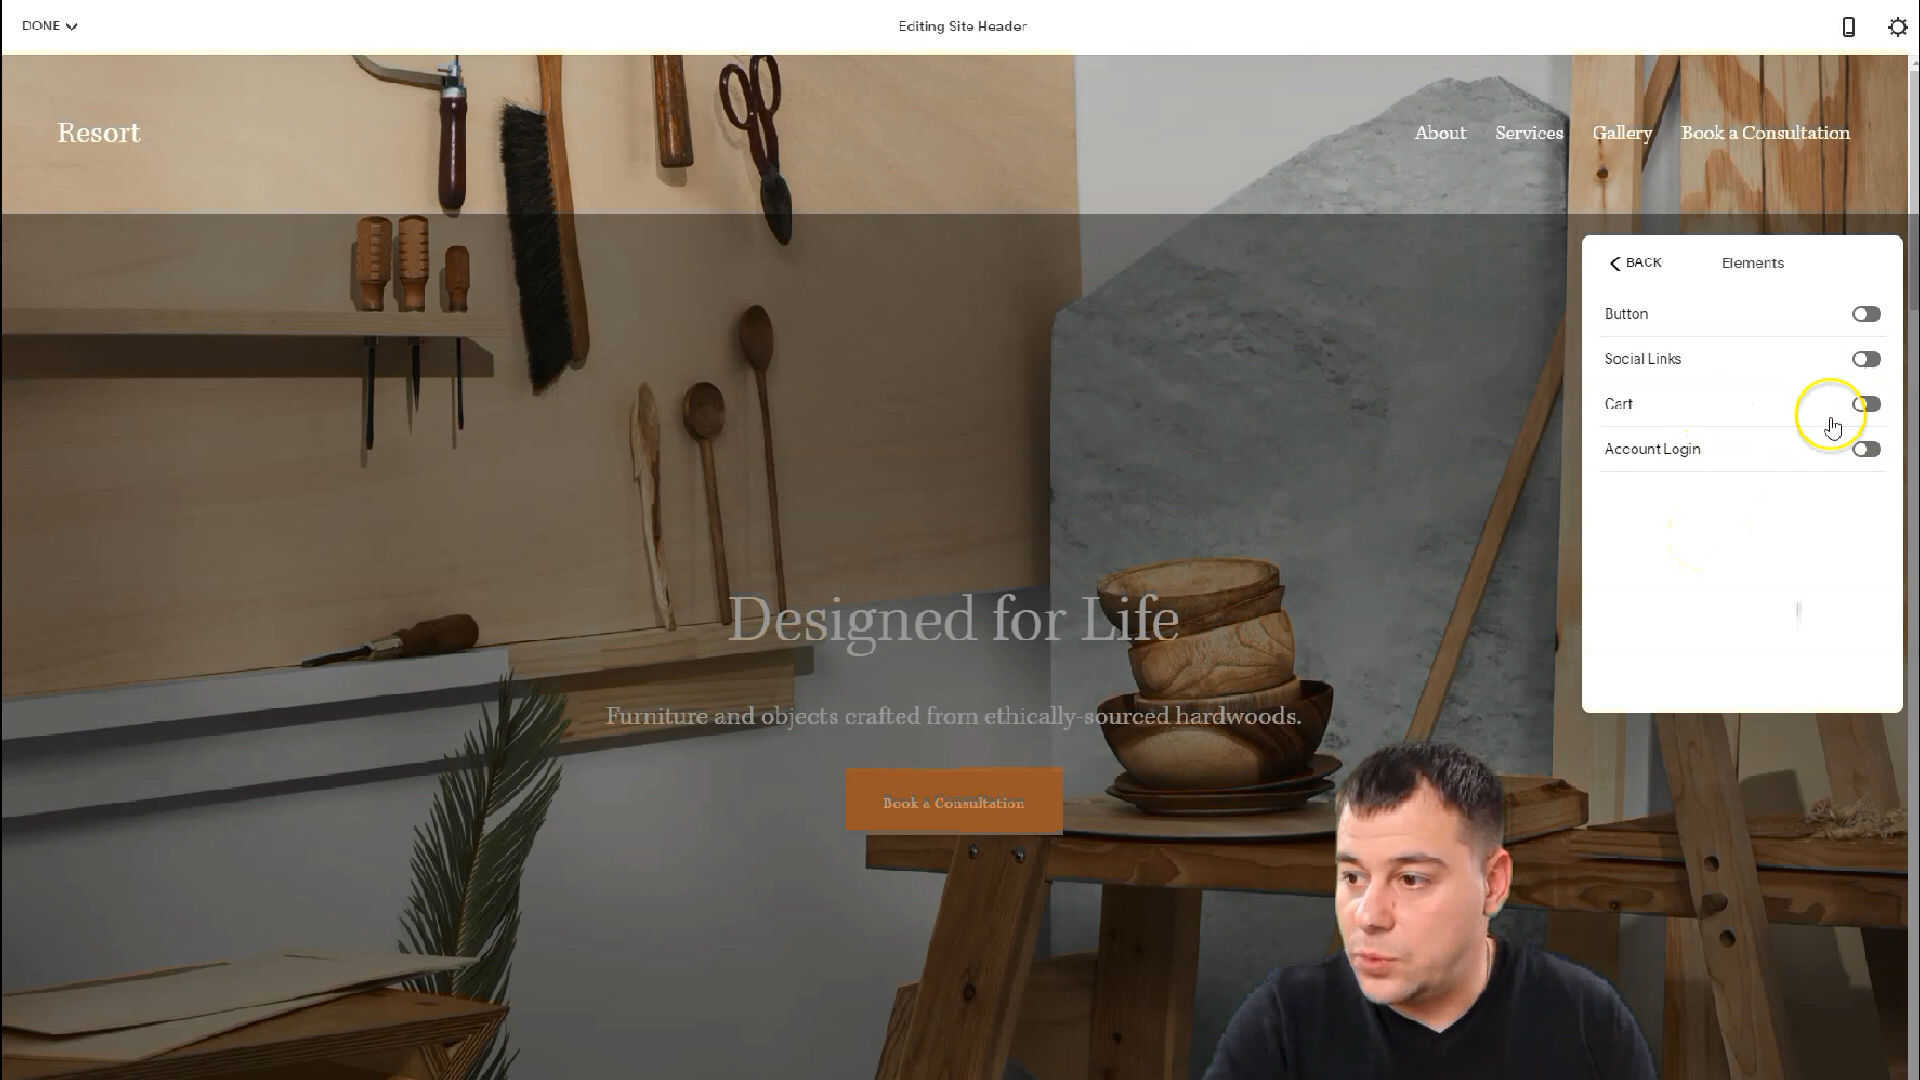 DONE
Editing Site Header
Resort
About Services Gallery Book a Consultation
BACK
Elements
Button
Social Links
Cart
Account Login
Designed for Life
Furniture and objects crafted from ethically-sourced hardwoods.
Book a Consultation